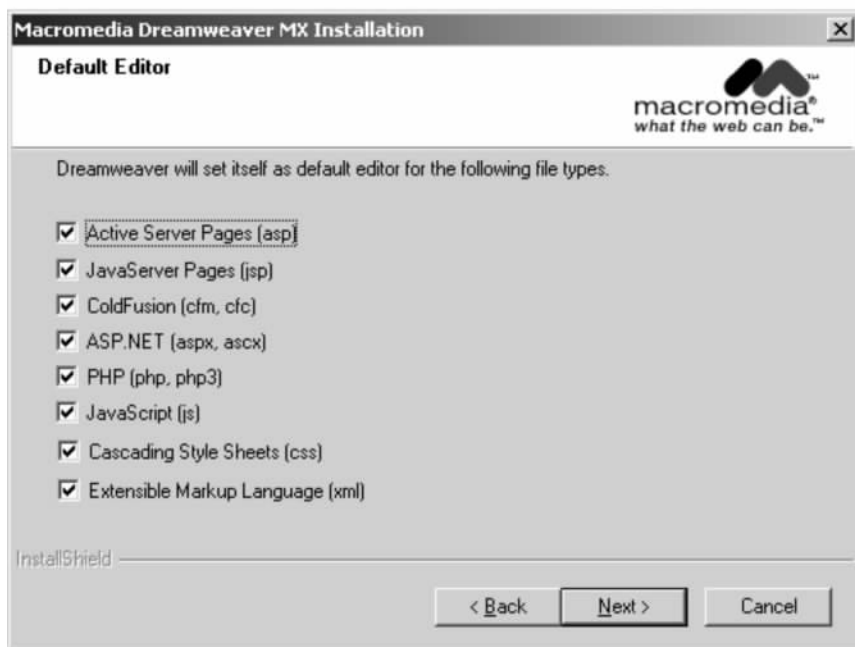 Macromedia Dreamweaver MX Installation
Default Editor
macromedia®
what the web can be.™
Dreamweaver will set itself as default editor for the following file types.
Active Server Pages (asp)
JavaServer Pages (jsp)
ColdFusion (cfm, cfc)
ASP.NET (aspx, ascx)
PHP (php, php3)
JavaScript (js)
Cascading Style Sheets (css)
Extensible Markup Language (xml)
InstallShield
< Back Next > Cancel